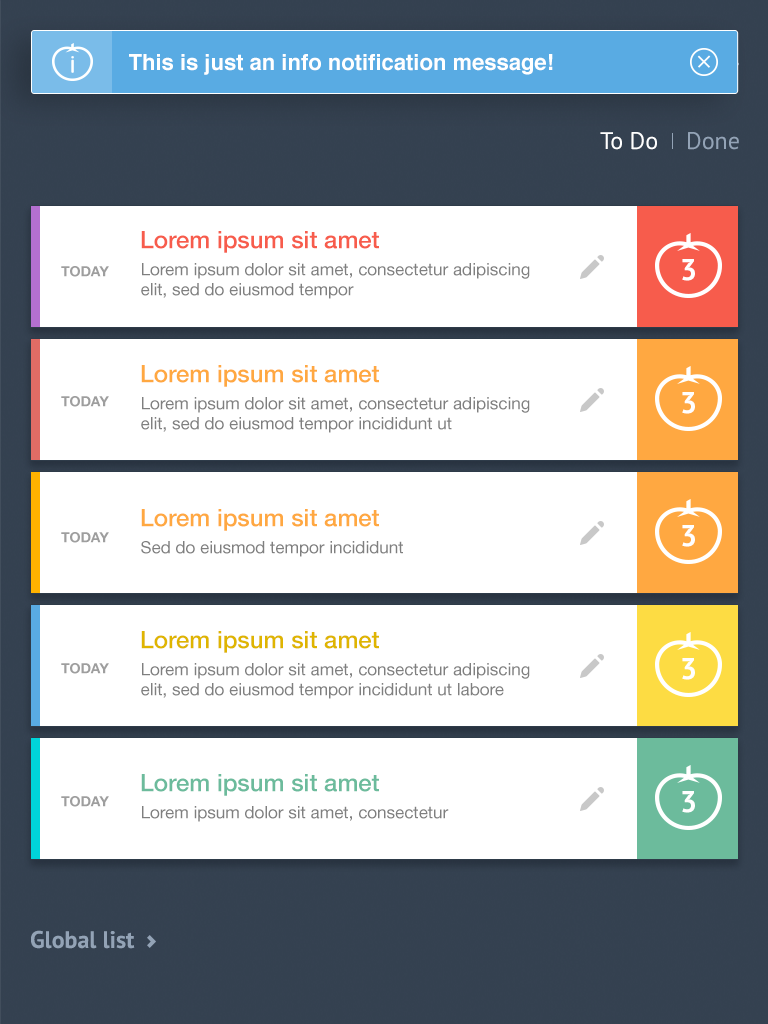 i
This is just an info notification message!
To Do | Done
TODAY
Lorem ipsum sit amet
Lorem ipsum dolor sit amet, consectetur adipiscing
elit, sed do eiusmod tempor
3
TODAY
Lorem ipsum sit amet
Lorem ipsum dolor sit amet, consectetur adipiscing
elit, sed do eiusmod tempor incididunt ut
3
TODAY
Lorem ipsum sit amet
Sed do eiusmod tempor incididunt
3
TODAY
Lorem ipsum sit amet
Lorem ipsum dolor sit amet, consectetur adipiscing
elit, sed do eiusmod tempor incididunt ut labore
3
TODAY
Lorem ipsum sit amet
Lorem ipsum dolor sit amet, consectetur
3
Global list